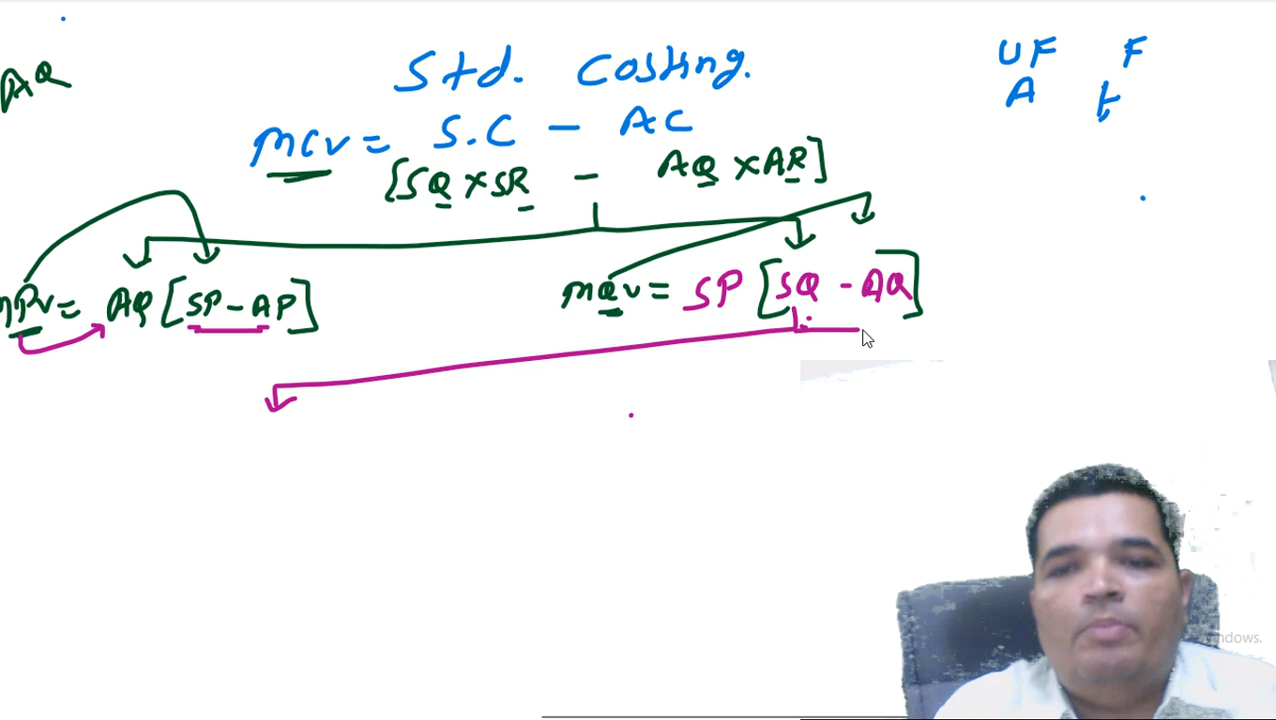 AQ
Std. Costing.
UF F
A F
MCV = S.C - AC
[SQ × SR - AQ × AR]
MPV = AQ [SP - AP]
MQV = SP [SQ - AQ]